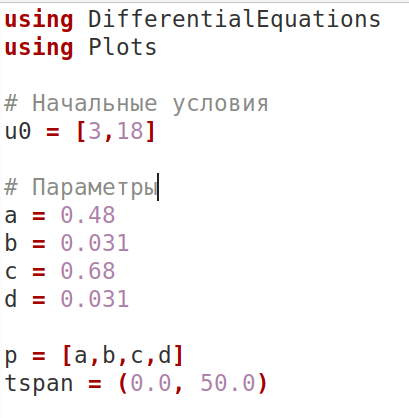 using DifferentialEquations
using Plots
# Начальные условия
u0 = [3,18]
# Параметры
a = 0.48
b = 0.031
c = 0.68
d = 0.031
p = [a,b,c,d]
tspan = (0.0, 50.0)